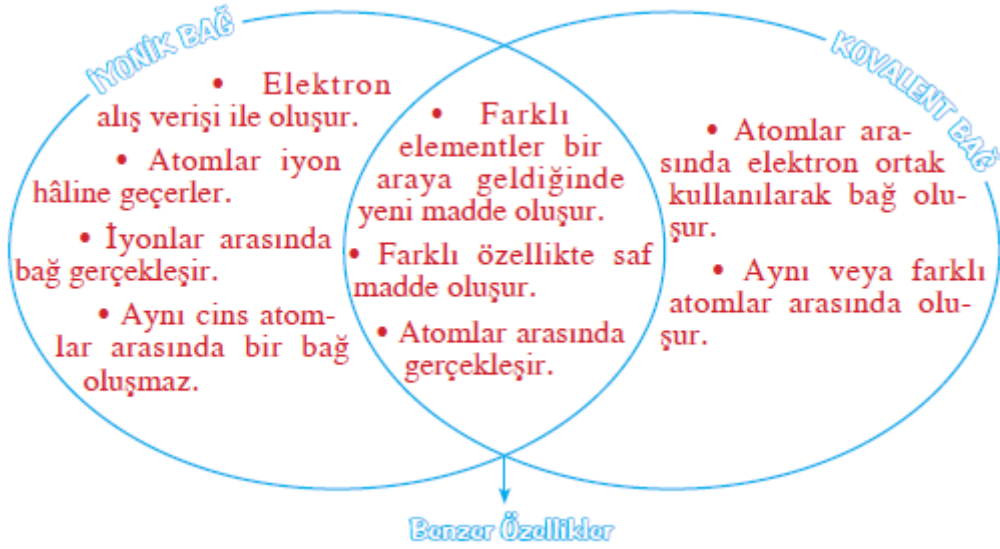 İYONİK BAĞ
• Elektron
alış verişi ile oluşur.
• Atomlar iyon
hâline geçerler.
• İyonlar arasında
bağ gerçekleşir.
• Aynı cins atom-
lar arasında bir bağ
oluşmaz.
• Farklı
elementler bir
araya geldiğinde
yeni madde oluşur.
• Farklı özellikte saf
madde oluşur.
• Atomlar arasında
gerçekleşir.
KOVALENT BAĞ
• Atomlar ara-
sında elektron ortak
kullanılarak bağ olu-
şur.
• Aynı veya farklı
atomlar arasında olu-
şur.
Benzer Özellikler